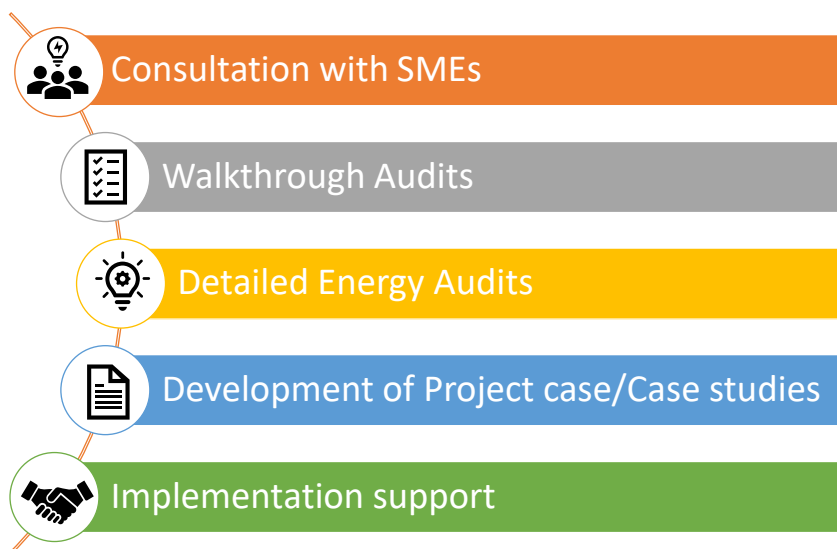 Consultation with SMEs
Walkthrough Audits
Detailed Energy Audits
Development of Project case/Case studies
Implementation support